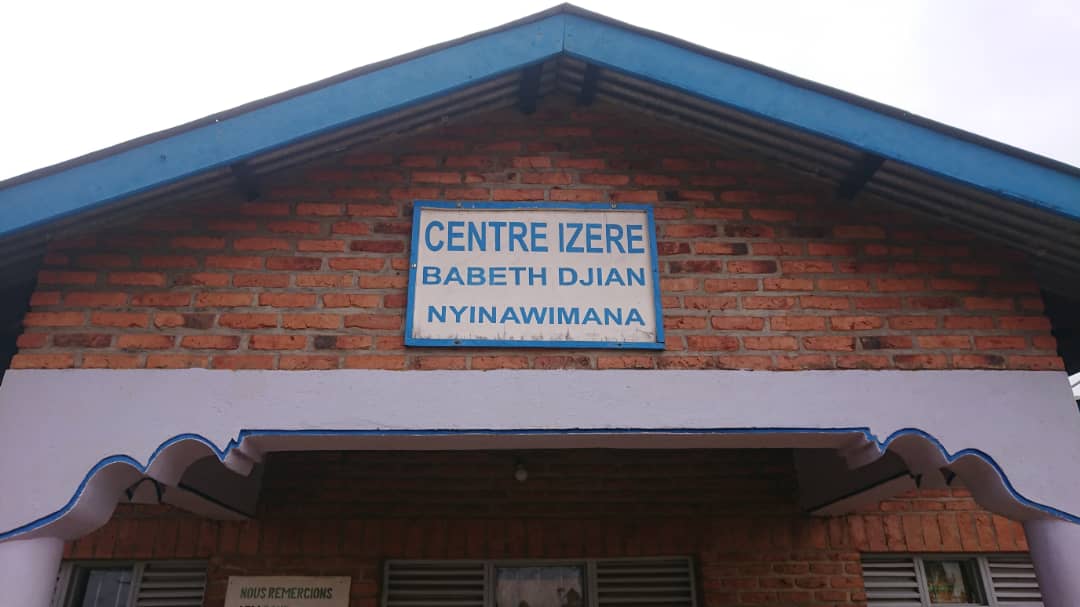 CENTRE IZERE
BABETH DJIAN
NYINAWIMANA
NOUS REMERCIONS